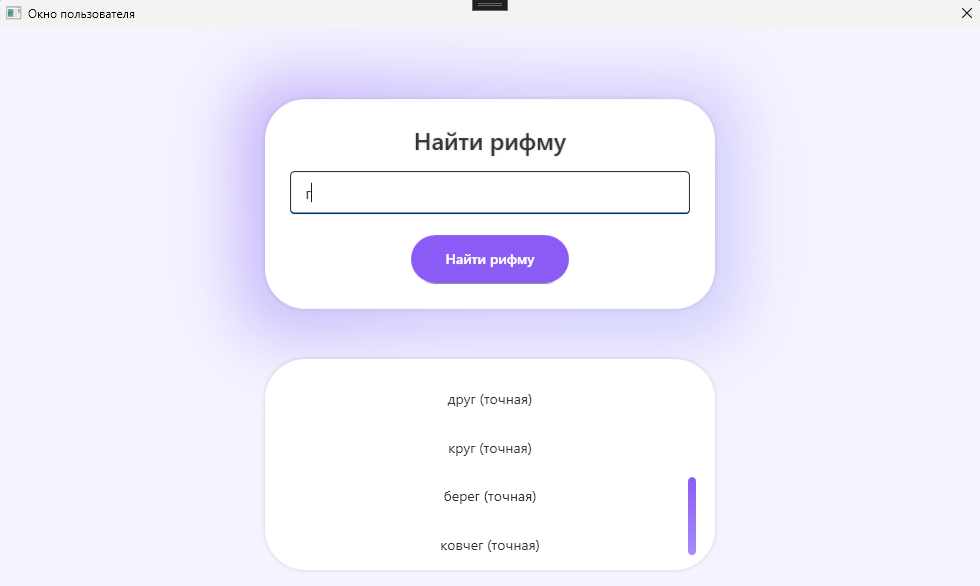 Окно пользователя
Найти рифму
г
Найти рифму
друг (точная)
круг (точная)
берег (точная)
ковчег (точная)